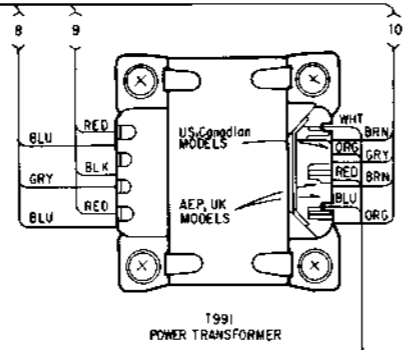 8 9 10
RED
WHT
BLU
US,Canadian
MODELS
BRN
ORG
GRY
BLK
RED
GRY
BRN
BLU
AEP, UK
MODELS
RED
BLU
ORG
T991
POWER TRANSFORMER